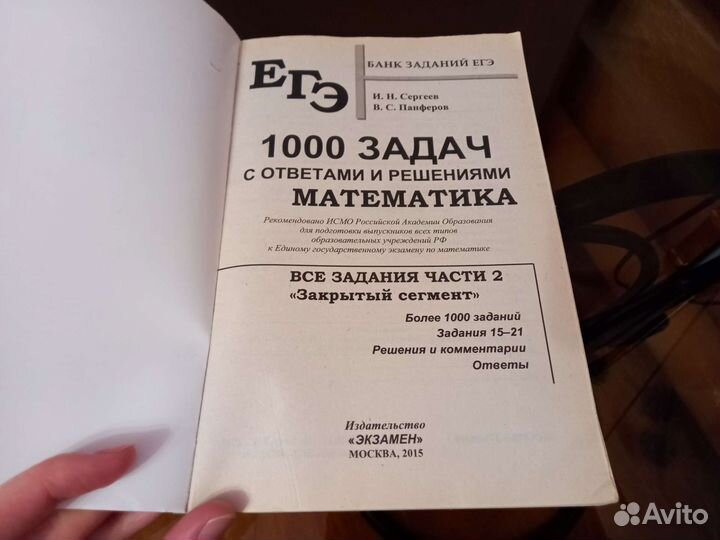 ЕГЭ
БАНК ЗАДАНИЙ ЕГЭ
И. Н. Сергеев
В. С. Панферов
1000 ЗАДАЧ
С ОТВЕТАМИ И РЕШЕНИЯМИ
МАТЕМАТИКА
Рекомендовано ИСМО Российской Академии Образования
для подготовки выпускников всех типов
образовательных учреждений РФ
к Единому государственному экзамену по математике
ВСЕ ЗАДАНИЯ ЧАСТИ 2
«Закрытый сегмент»
Более 1000 заданий
Задания 15–21
Решения и комментарии
Ответы
Издательство
«ЭКЗАМЕН»
МОСКВА, 2015
Avito